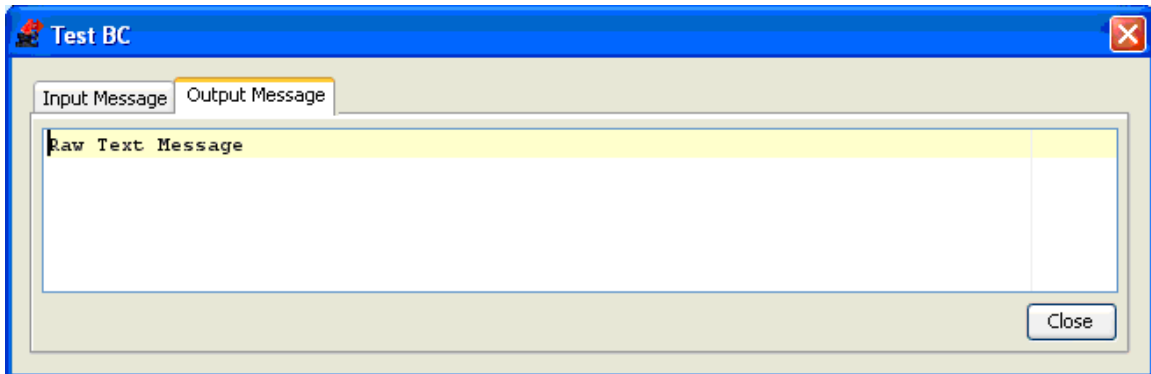 Test BC
Input Message Output Message
Raw Text Message
Close